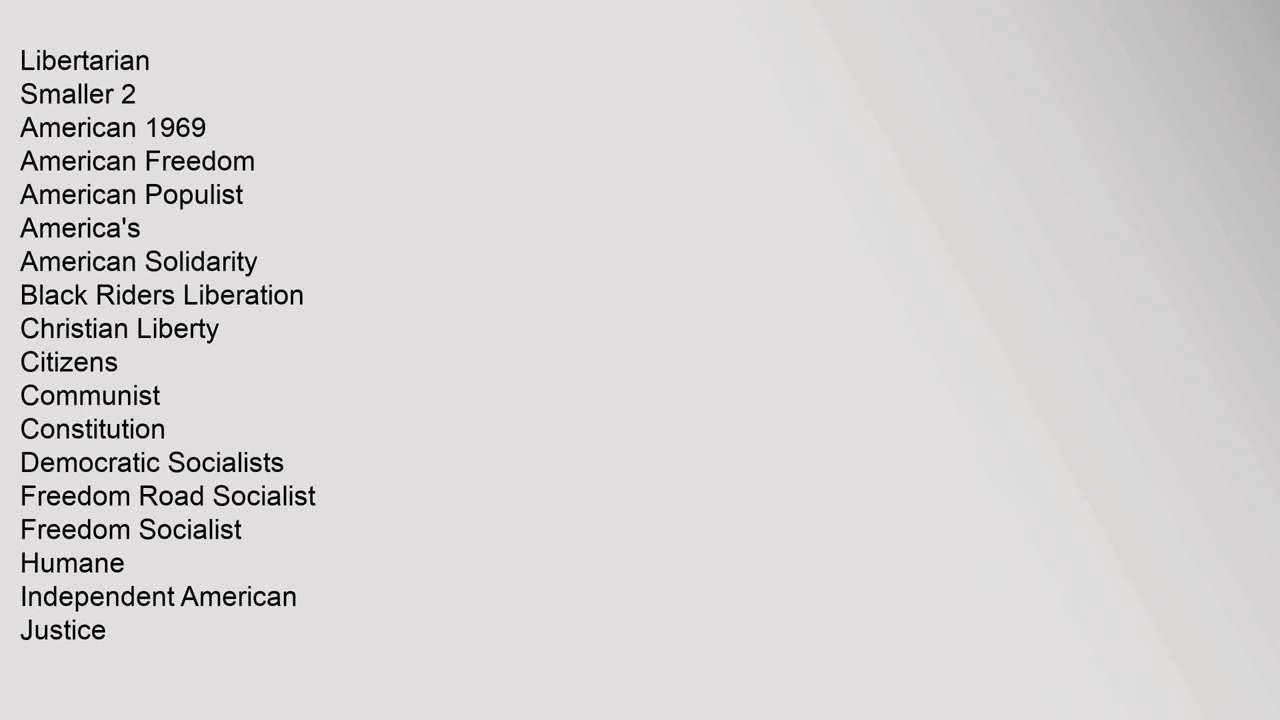 Libertarian
Smaller 2
American 1969
American Freedom
American Populist
America's
American Solidarity
Black Riders Liberation
Christian Liberty
Citizens
Communist
Constitution
Democratic Socialists
Freedom Road Socialist
Freedom Socialist
Humane
Independent American
Justice